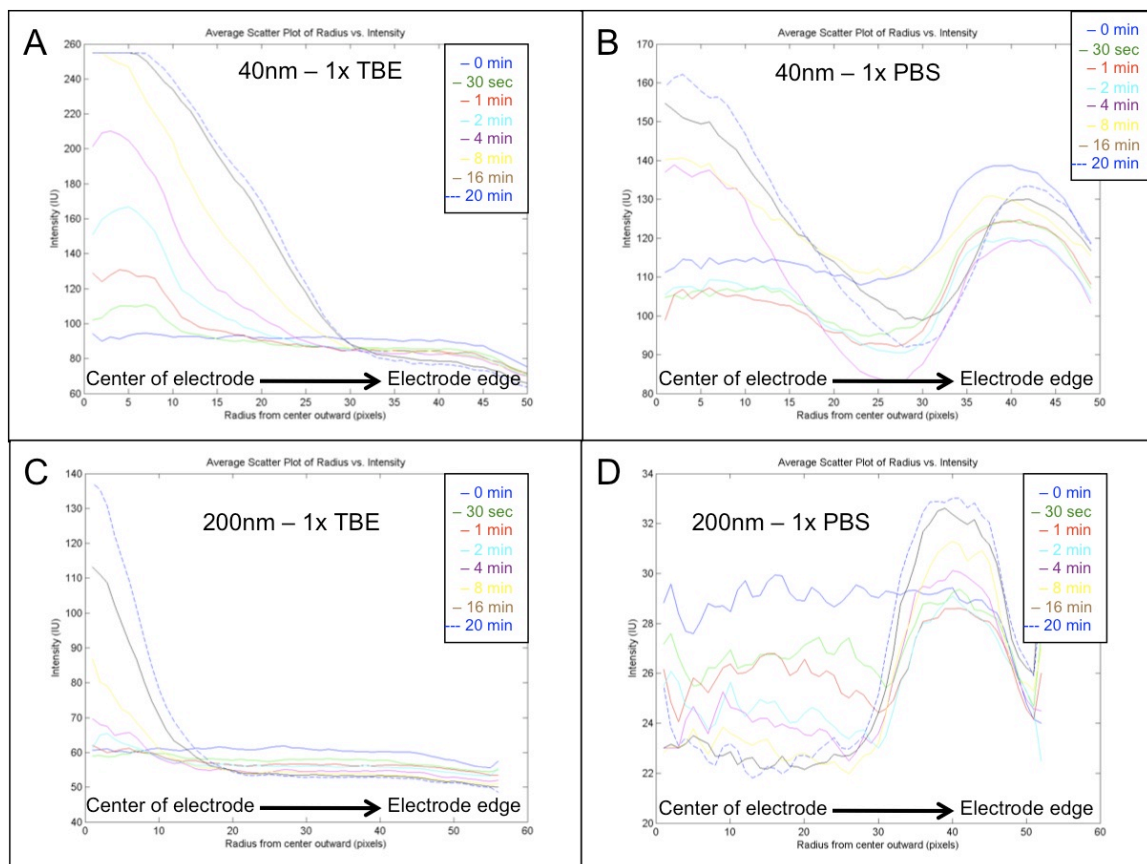 A
Average Scatter Plot of Radius vs. Intensity
40nm – 1x TBE
– 0 min
– 30 sec
– 1 min
– 2 min
– 4 min
– 8 min
– 16 min
--- 20 min
260
240
220
200
180
160
140
120
100
80
60
Intensity (IU)
Center of electrode
Electrode edge
0 5 10 15 20 25 30 35 40 45 50
Radius from center outward (pixels)
B
Average Scatter Plot of Radius vs. Intensity
40nm – 1x PBS
– 0 min
– 30 sec
– 1 min
– 2 min
– 4 min
– 8 min
– 16 min
--- 20 min
170
160
150
140
130
120
110
100
90
80
Intensity (IU)
Center of electrode
Electrode edge
0 5 10 15 20 25 30 35 40 45 50
Radius from center outward (pixels)
C
Average Scatter Plot of Radius vs. Intensity
200nm – 1x TBE
– 0 min
– 30 sec
– 1 min
– 2 min
– 4 min
– 8 min
– 16 min
--- 20 min
140
130
120
110
100
90
80
70
60
50
40
Intensity (IU)
Center of electrode
Electrode edge
0 10 20 30 40 50 60
Radius from center outward (pixels)
D
Average Scatter Plot of Radius vs. Intensity
200nm – 1x PBS
– 0 min
– 30 sec
– 1 min
– 2 min
– 4 min
– 8 min
– 16 min
--- 20 min
34
32
30
28
26
24
22
20
Intensity (IU)
Center of electrode
Electrode edge
0 10 20 30 40 50 60
Radius from center outward (pixels)